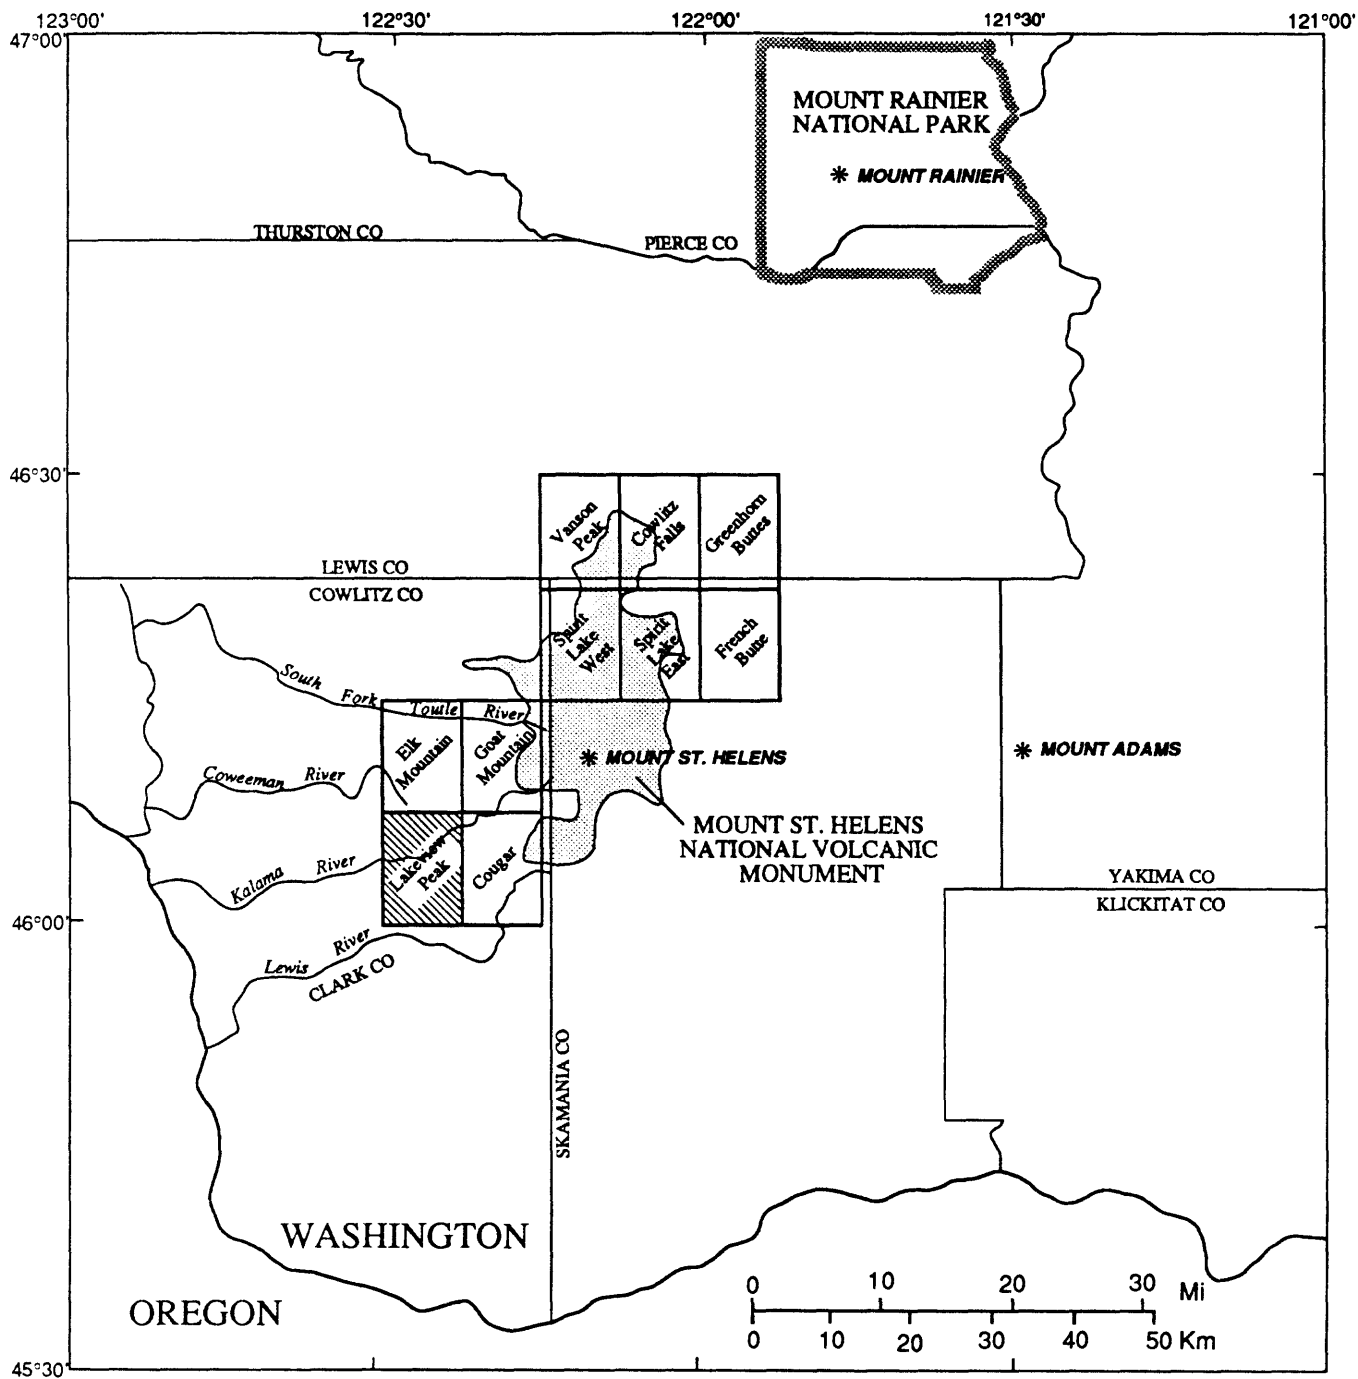 123°00'
122°30'
122°00'
121°30'
121°00'
47°00'
MOUNT RAINIER
NATIONAL PARK
MOUNT RAINIER
THURSTON CO
PIERCE CO
46°30'
Vanson
Peak
Cowlitz
Falls
Greenhorn
Buttes
LEWIS CO
COWLITZ CO
Spirit
Lake
West
Spirit
Lake
East
French
Butte
South Fork Toutle River
Elk
Mountain
Goat
Mountain
MOUNT ST. HELENS
MOUNT ADAMS
Coweeman River
MOUNT ST. HELENS
NATIONAL VOLCANIC
MONUMENT
Kalama River
Lakeview
Peak
Cougar
YAKIMA CO
KLICKITAT CO
46°00'
Lewis River
CLARK CO
SKAMANIA CO
WASHINGTON
OREGON
0 10 20 30 Mi
0 10 20 30 40 50 Km
45°30'